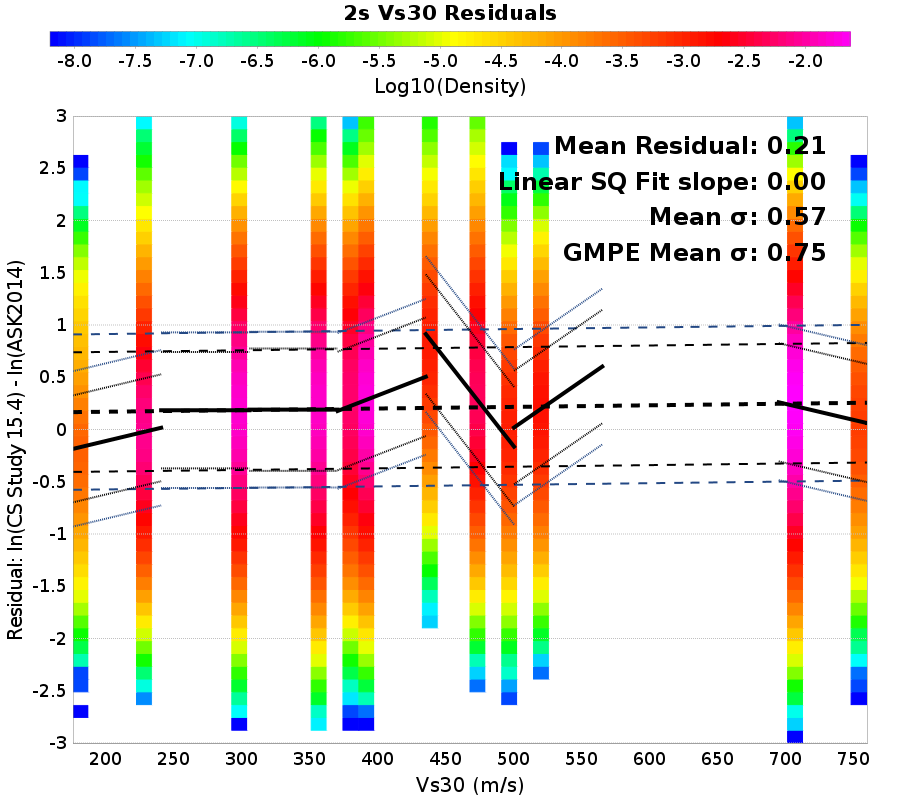 2s Vs30 Residuals
-8.0 -7.5 -7.0 -6.5 -6.0 -5.5 -5.0 -4.5 -4.0 -3.5 -3.0 -2.5 -2.0
Log10(Density)
Mean Residual: 0.21
Linear SQ Fit slope: 0.00
Mean σ: 0.57
GMPE Mean σ: 0.75
Residual: ln(CS Study 15.4) - ln(ASK2014)
3
2.5
2
1.5
1
0.5
0
-0.5
-1
-1.5
-2
-2.5
-3
200 250 300 350 400 450 500 550 600 650 700 750
Vs30 (m/s)